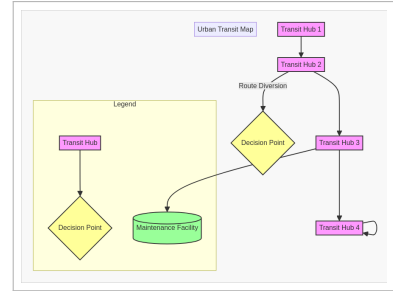 Urban Transit Map
Transit Hub 1
Transit Hub 2
Route Diversion
Legend
Transit Hub
Decision Point
Transit Hub 3
Decision Point
Maintenance Facility
Transit Hub 4